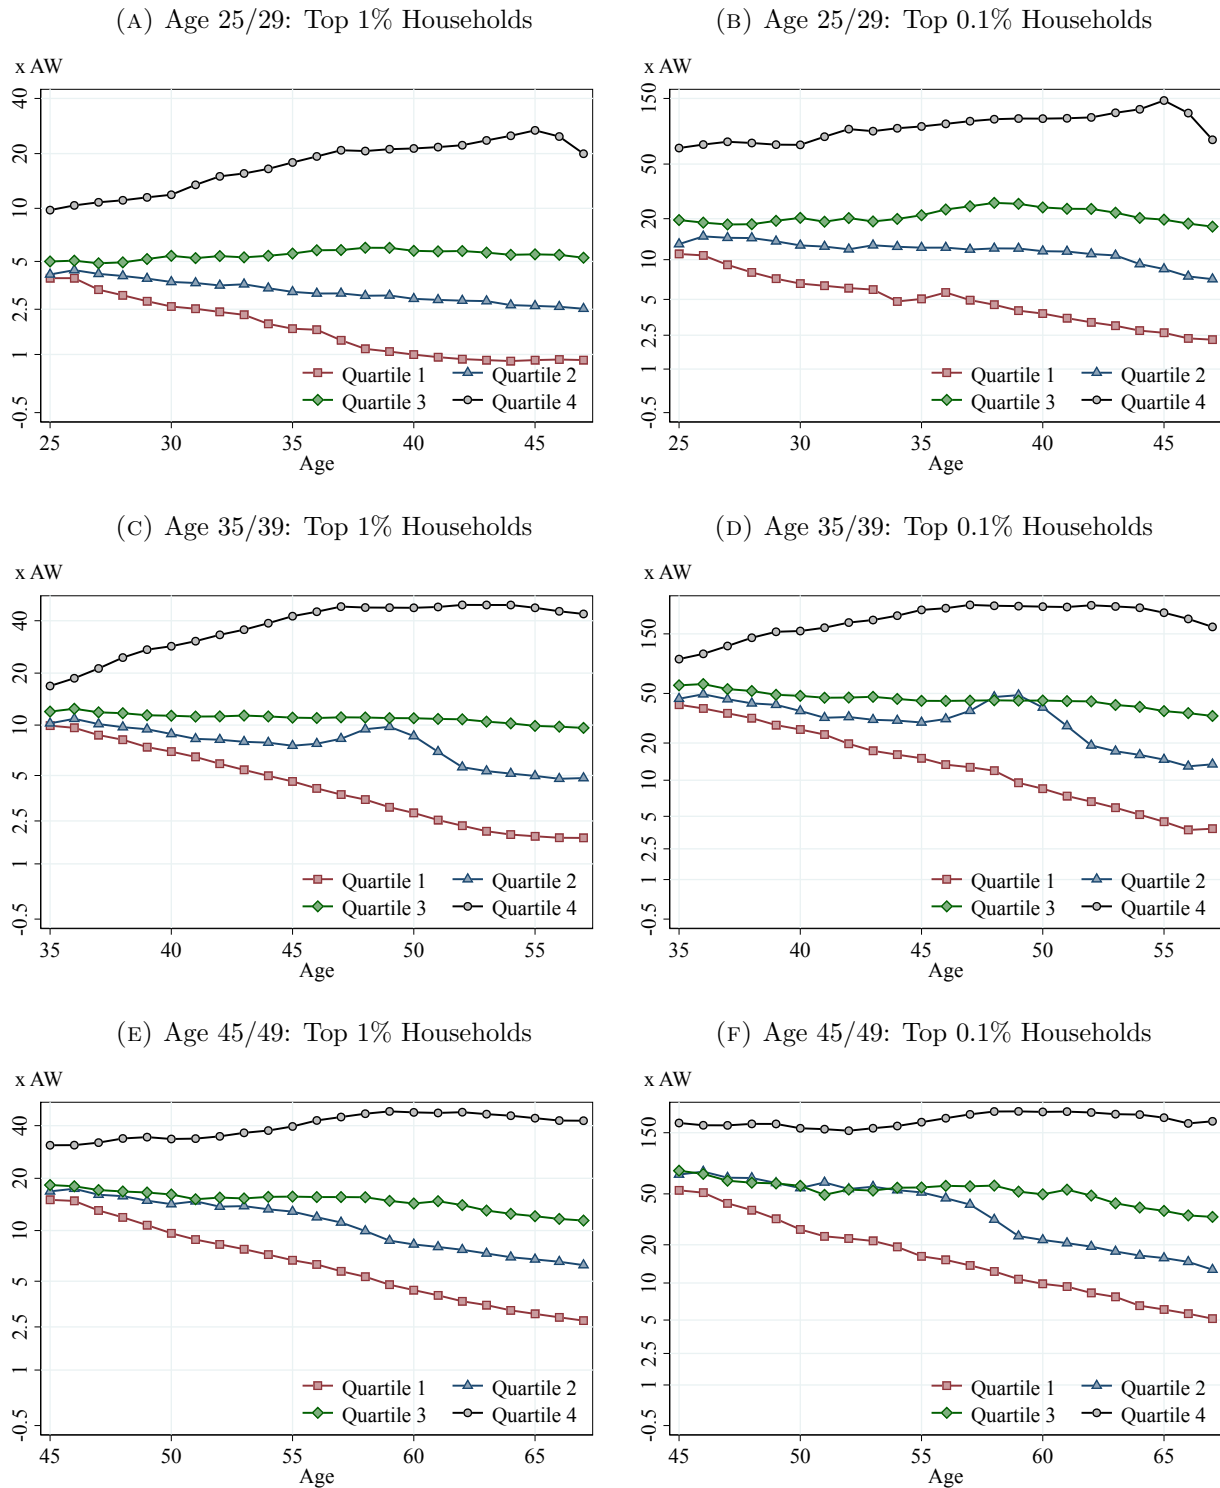 (A) Age 25/29: Top 1% Households
x AW
40
20
10
5
2.5
1
-0.5
25 30 35 40 45
Age
Quartile 1 Quartile 2
Quartile 3 Quartile 4
(B) Age 25/29: Top 0.1% Households
x AW
150
50
20
10
5
2.5
1
-0.5
25 30 35 40 45
Age
Quartile 1 Quartile 2
Quartile 3 Quartile 4
(C) Age 35/39: Top 1% Households
x AW
40
20
10
5
2.5
1
-0.5
35 40 45 50 55
Age
Quartile 1 Quartile 2
Quartile 3 Quartile 4
(D) Age 35/39: Top 0.1% Households
x AW
150
50
20
10
5
2.5
1
-0.5
35 40 45 50 55
Age
Quartile 1 Quartile 2
Quartile 3 Quartile 4
(E) Age 45/49: Top 1% Households
x AW
40
20
10
5
2.5
1
-0.5
45 50 55 60 65
Age
Quartile 1 Quartile 2
Quartile 3 Quartile 4
(F) Age 45/49: Top 0.1% Households
x AW
150
50
20
10
5
2.5
1
-0.5
45 50 55 60 65
Age
Quartile 1 Quartile 2
Quartile 3 Quartile 4